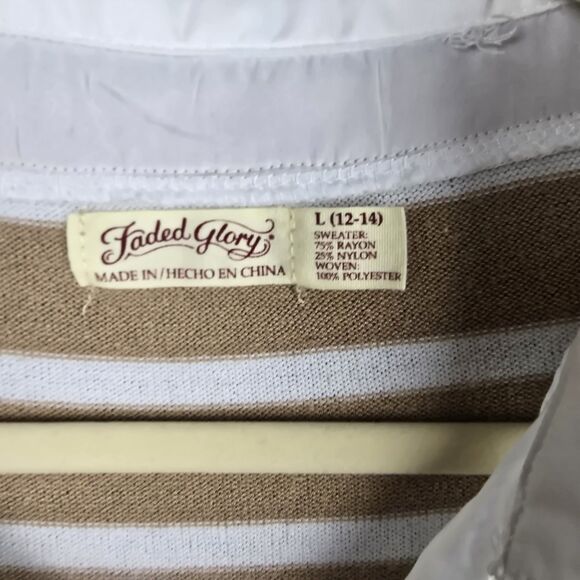 Faded Glory®
MADE IN/HECHO EN CHINA
L (12-14)
SWEATER:
75% RAYON
25% NYLON
WOVEN:
100% POLYESTER